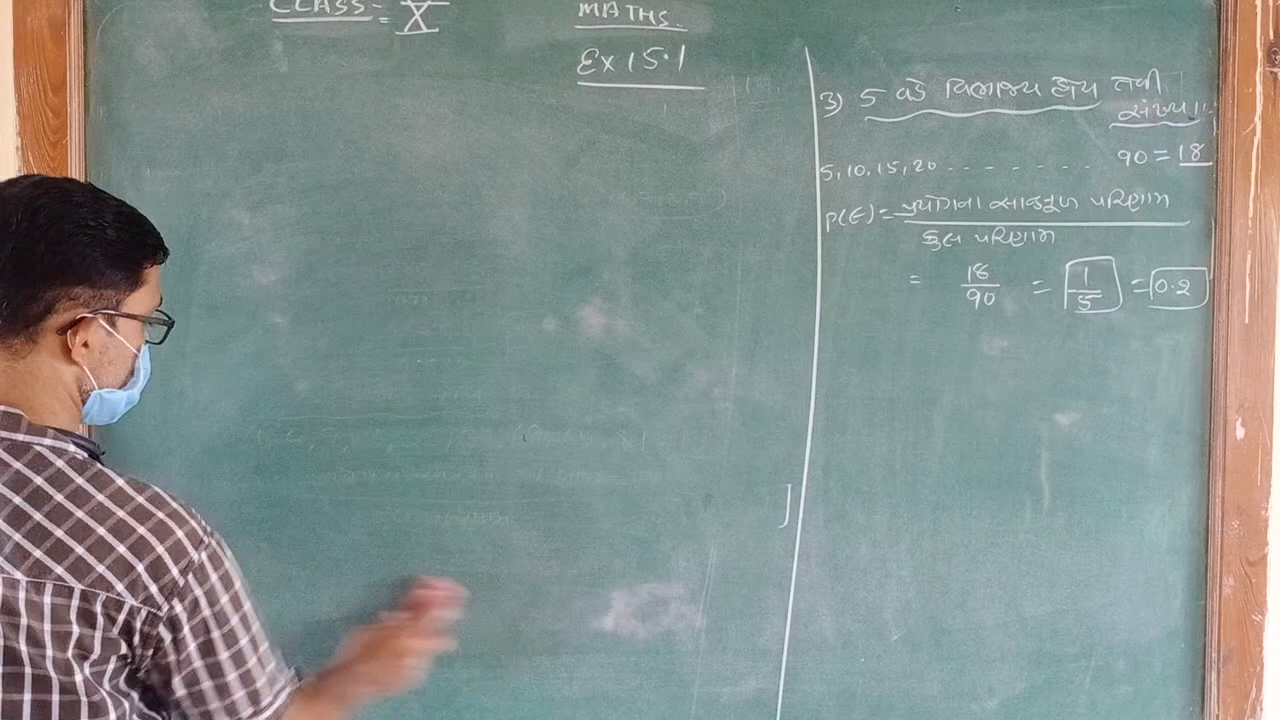 CLASS = X
MATHS.
Ex 15.1
3) 5 વડે વિભાજ્ય હોય તેવી
સંખ્યા:
5, 10, 15, 20 - - - - - - - - 90 = 18
P(E) = પ્રયોગના સાનુકૂળ પરિણામ
કુલ પરિણામ
= 18/90 = 1/5 = 0.2